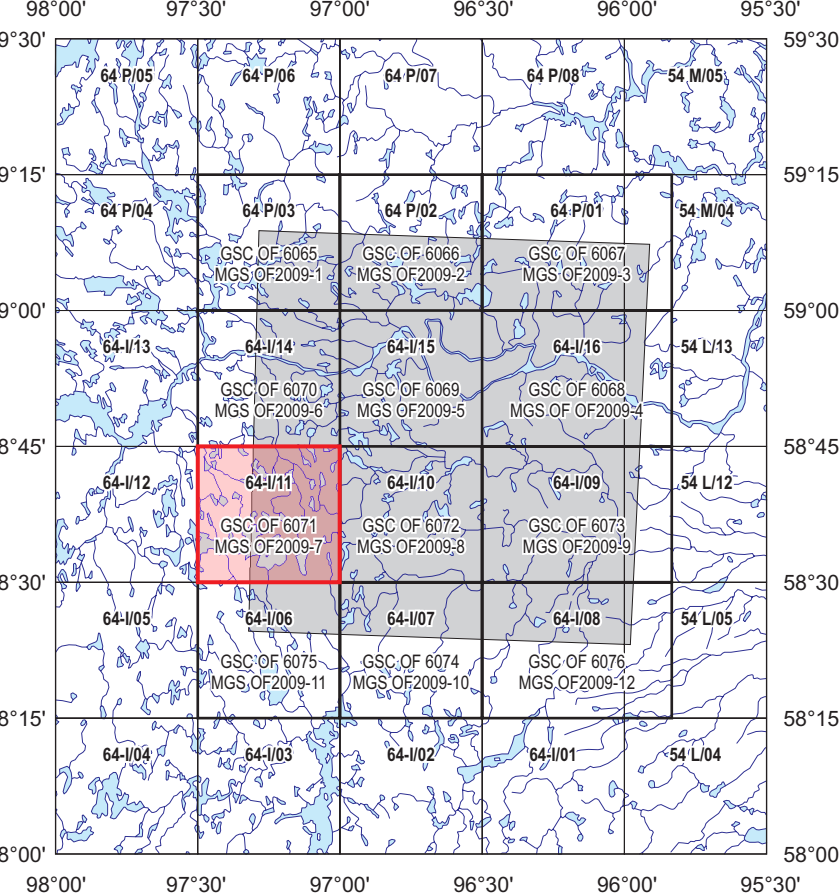 98°00' 97°30' 97°00' 96°30' 96°00' 95°30'
9°30' 59°30'
64 P/05 64 P/06 64 P/07 64 P/08 54 M/05
9°15' 59°15'
64 P/04 64 P/03 64 P/02 64 P/01 54 M/04
GSC OF 6065 GSC OF 6066 GSC OF 6067
MGS OF2009-1 MGS OF2009-2 MGS OF2009-3
9°00' 59°00'
64-I/13 64-I/14 64-I/15 64-I/16 54 L/13
GSC OF 6070 GSC OF 6069 GSC OF 6068
MGS OF2009-6 MGS OF2009-5 MGS OF OF2009-4
8°45' 58°45'
64-I/12 64-I/11 64-I/10 64-I/09 54 L/12
GSC OF 6071 GSC OF 6072 GSC OF 6073
MGS OF2009-7 MGS OF2009-8 MGS OF2009-9
8°30' 58°30
64-I/05 64-I/06 64-I/07 64-I/08 54 L/05
GSC OF 6075 GSC OF 6074 GSC OF 6076
MGS OF2009-11 MGS OF2009-10 MGS OF2009-12
8°15' 58°15'
64-I/04 64-I/03 64-I/02 64-I/01 54 L/04
8°00' 58°00'
98°00' 97°30' 97°00' 96°30' 96°00' 95°30'